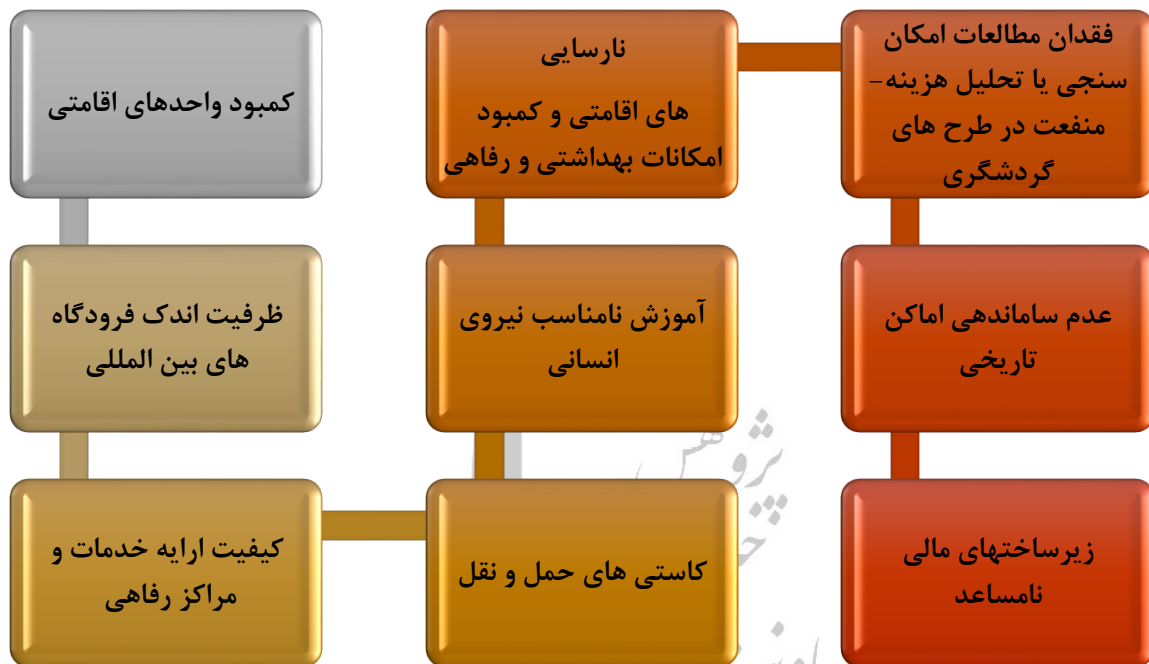 کمبود واحدهای اقامتی
ظرفیت اندک فرودگاه
های بین المللی
کیفیت ارایه خدمات و
مراکز رفاهی
کاستی های حمل و نقل
آموزش نامناسب نیروی
انسانی
نارسایی
های اقامتی و کمبود
امکانات بهداشتی و رفاهی
فقدان مطالعات امکان
سنجی یا تحلیل هزینه–
منفعت در طرح های
گردشگری
عدم ساماندهی اماکن
تاریخی
زیرساختهای مالی
نامساعد